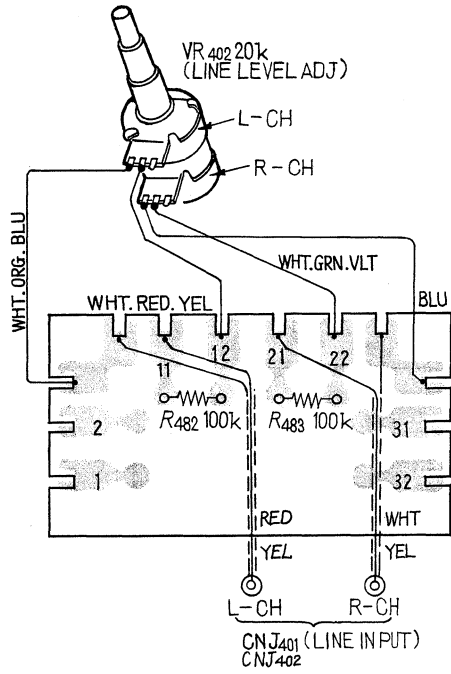 VR402 20k
(LINE LEVEL ADJ)
L-CH
R-CH
WHT.ORG.BLU
WHT.GRN.VLT
WHT.RED.YEL
BLU
11
12
21
22
R482 100k
R483 100k
2
31
1
32
RED
WHT
YEL
YEL
L-CH
R-CH
CNJ401 (LINE INPUT)
CNJ402